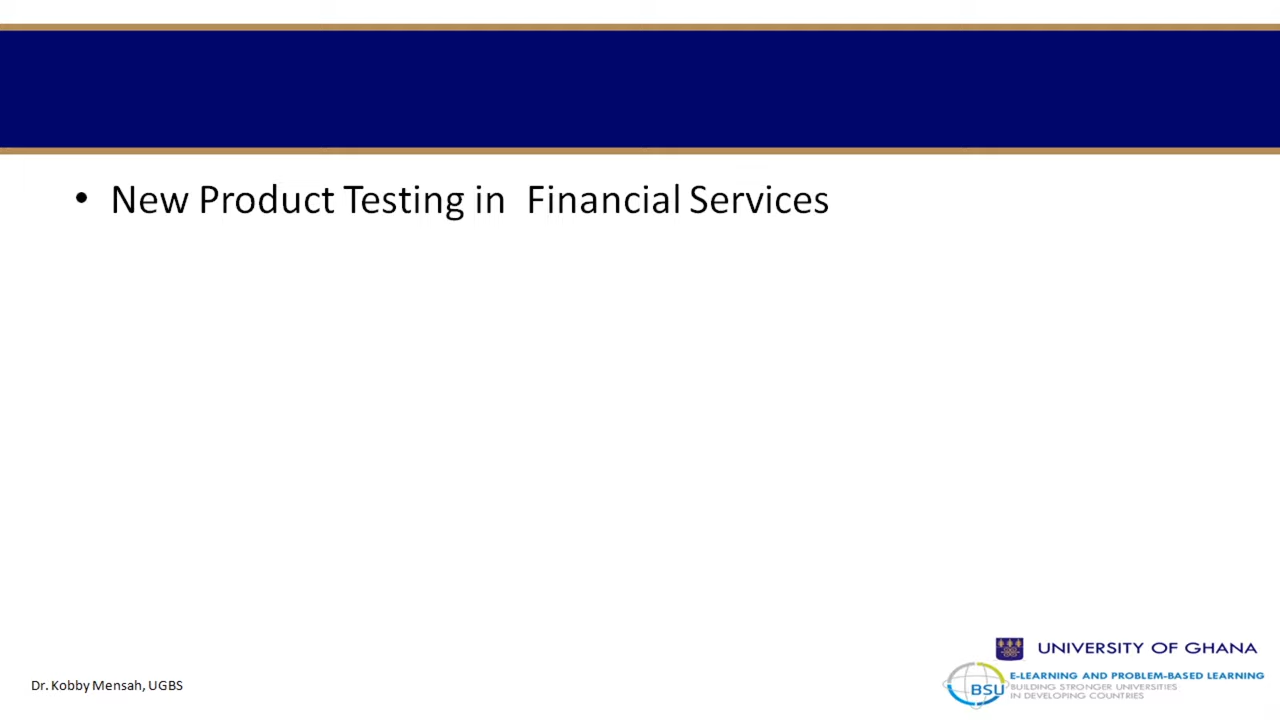 • New Product Testing in  Financial Services
UNIVERSITY OF GHANA
BSU
E-LEARNING AND PROBLEM-BASED LEARNING
BUILDING STRONGER UNIVERSITIES
IN DEVELOPING COUNTRIES
Dr. Kobby Mensah, UGBS